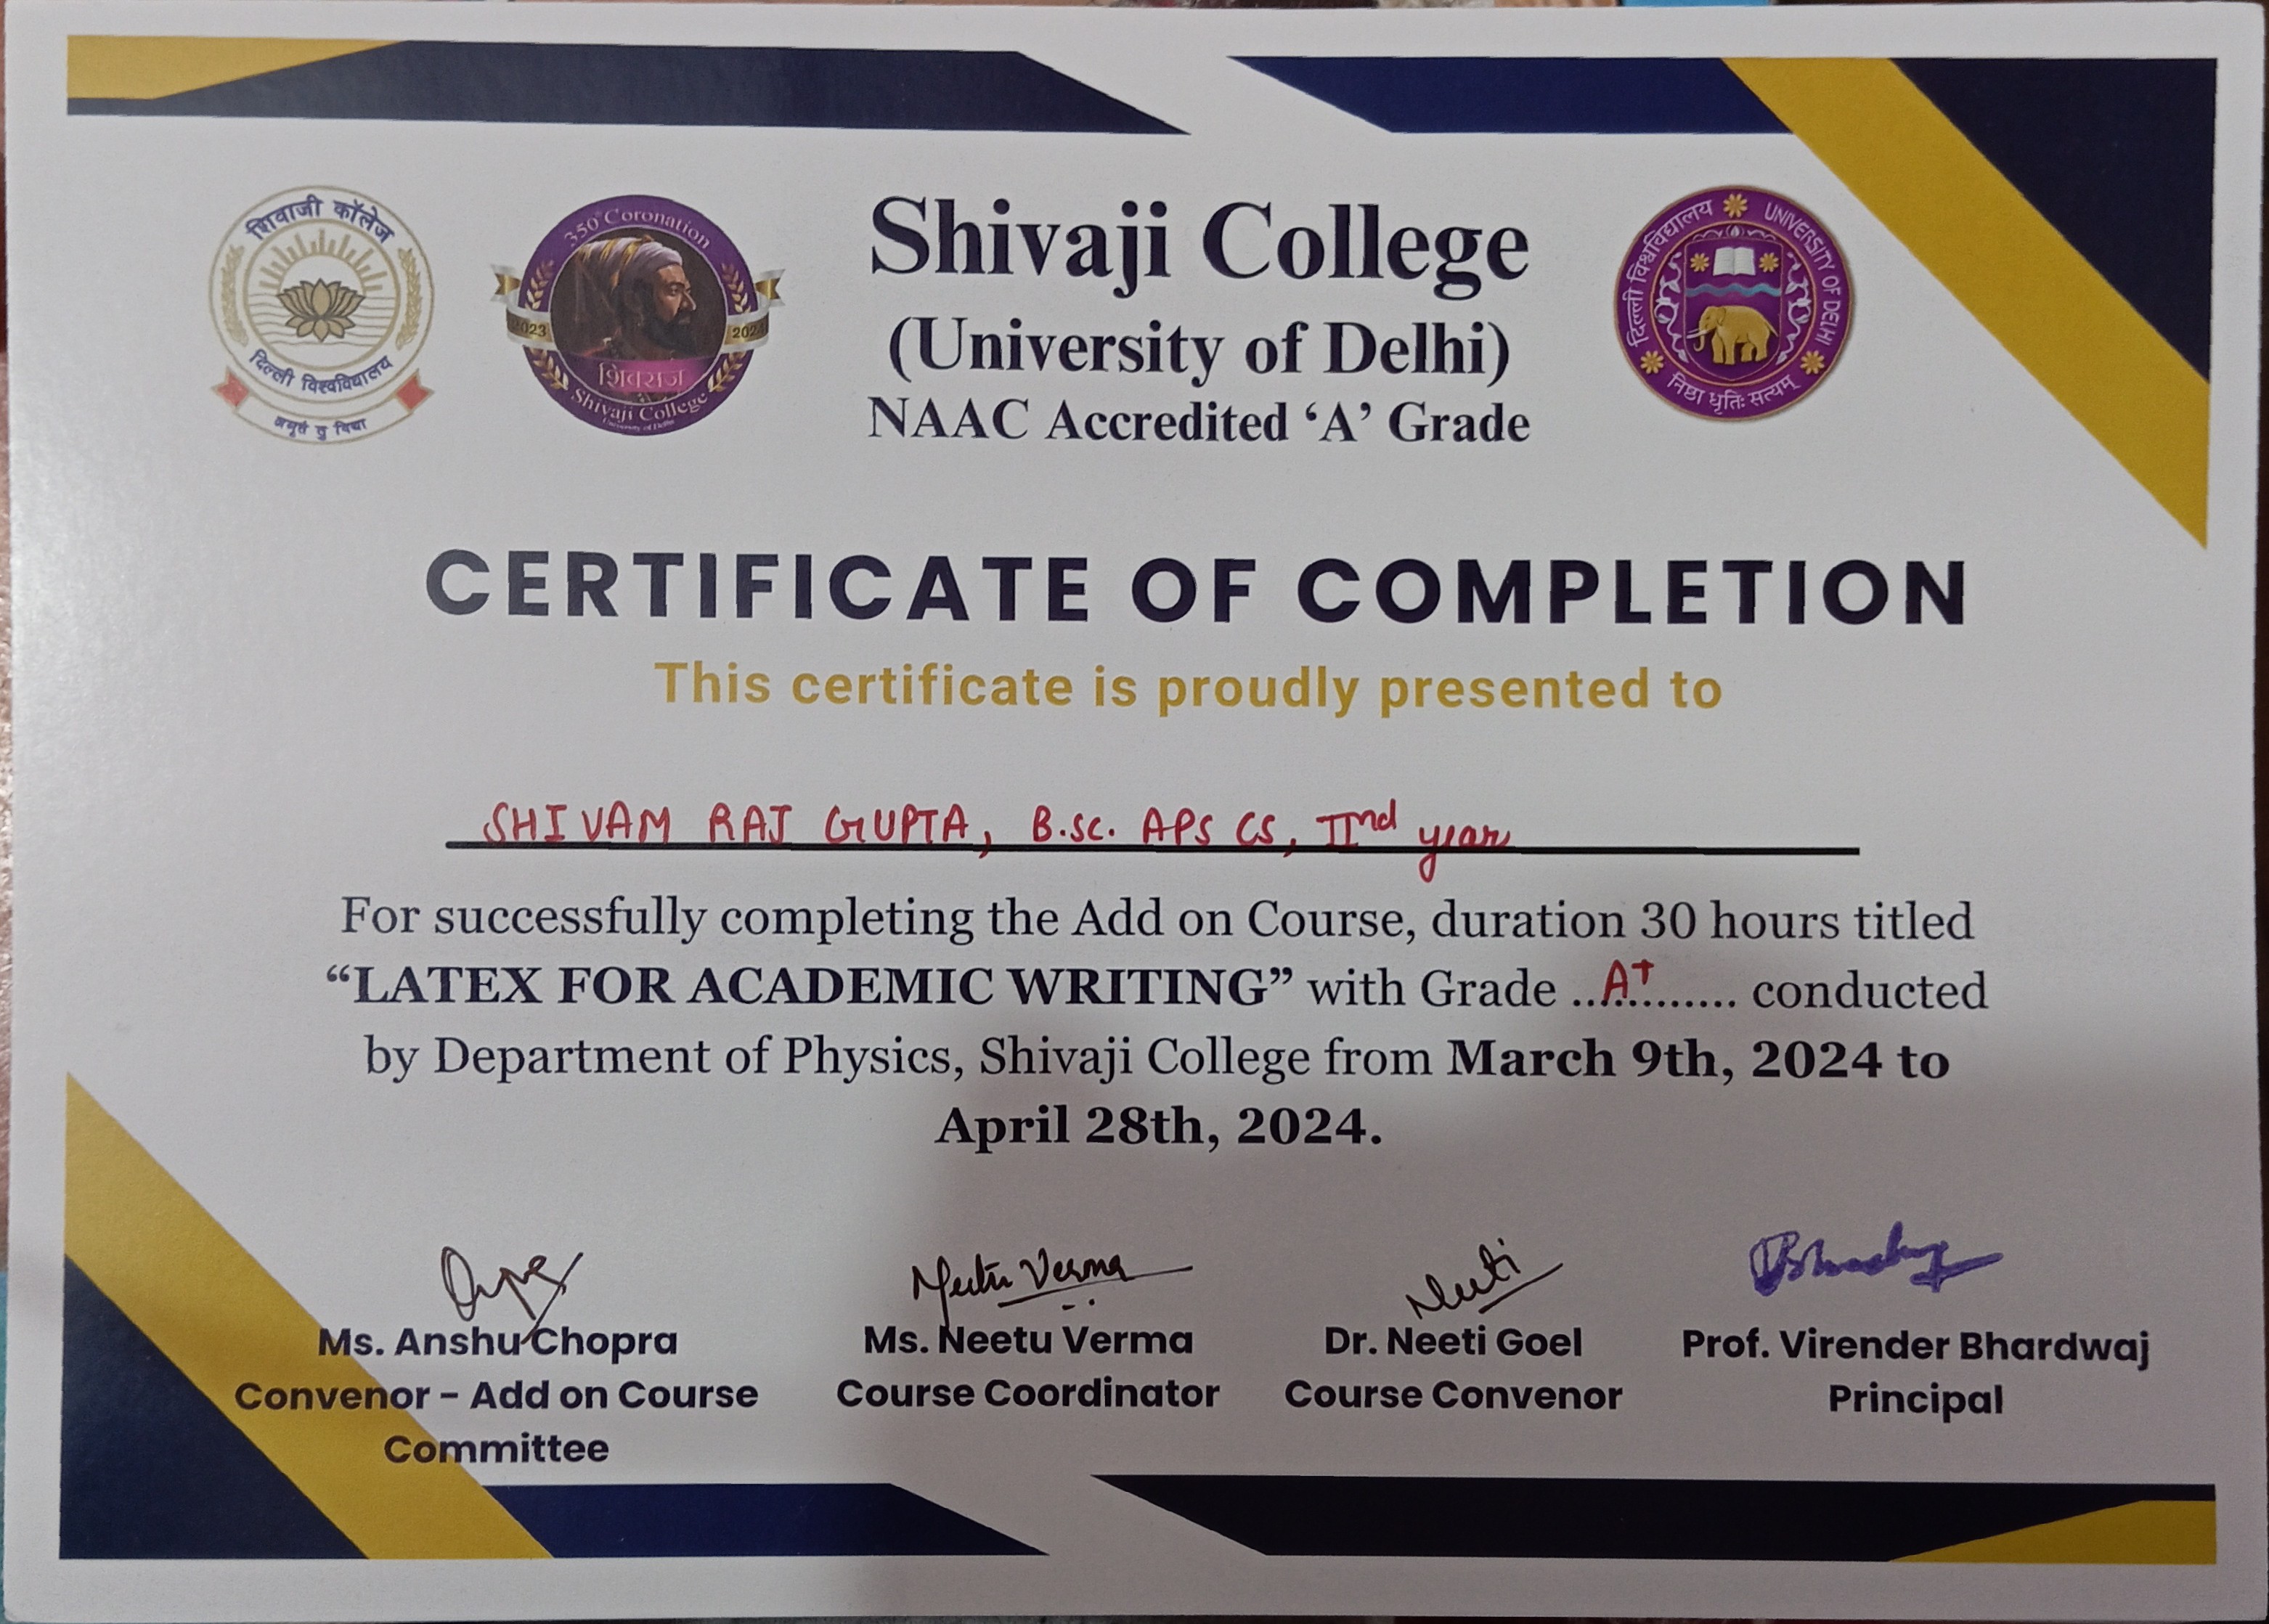 शिवाजी कॉलेज
दिल्ली विश्वविद्यालय
अमृतं तु विद्या
350th Coronation
2023 2024
शिवराज
Shivaji College
University of Delhi
Shivaji College
(University of Delhi)
NAAC Accredited ‘A’ Grade
दिल्ली विश्वविद्यालय UNIVERSITY OF DELHI
निष्ठा धृतिः सत्यम्
CERTIFICATE OF COMPLETION
This certificate is proudly presented to
SHIVAM RAJ GUPTA, B.Sc. APS CS, IInd year
For successfully completing the Add on Course, duration 30 hours titled
“LATEX FOR ACADEMIC WRITING” with Grade ..A+........ conducted
by Department of Physics, Shivaji College from March 9th, 2024 to
April 28th, 2024.
Neetu Verma
Neeti
Ms. Anshu Chopra
Convenor – Add on Course
Committee
Ms. Neetu Verma
Course Coordinator
Dr. Neeti Goel
Course Convenor
Prof. Virender Bhardwaj
Principal